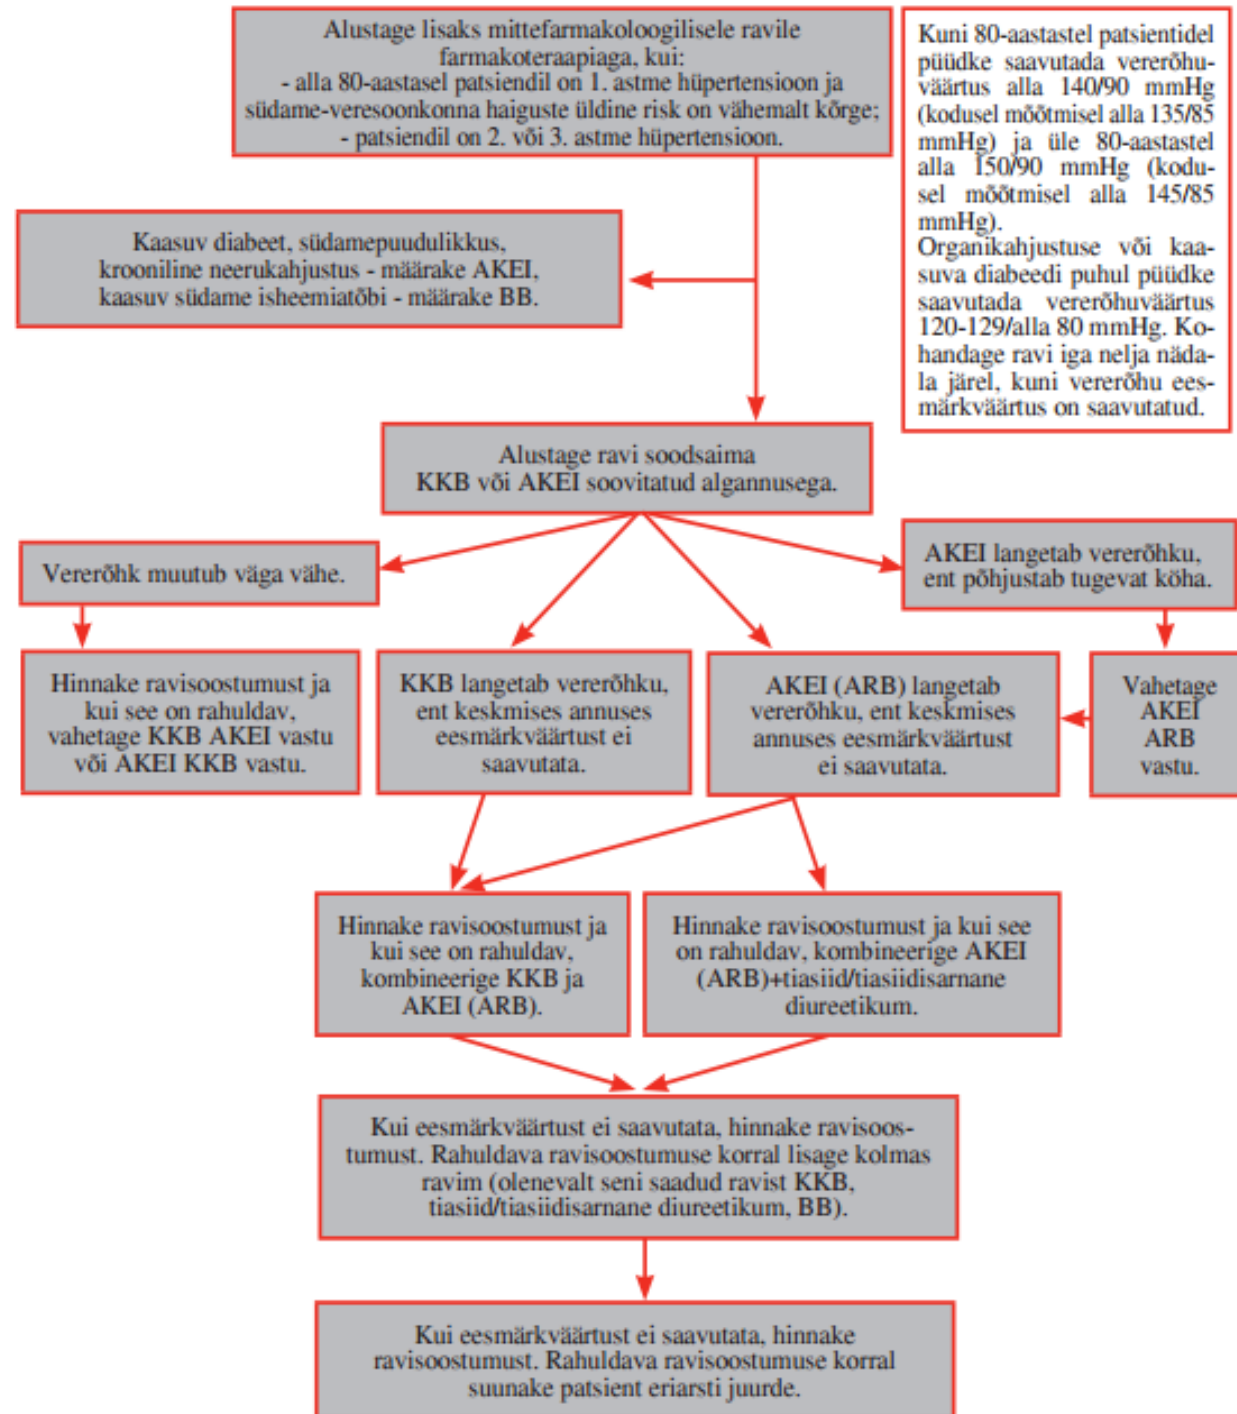 Alustage lisaks mittefarmakoloogilisele ravile
farmakoteraapiaga, kui:
- alla 80-aastasel patsiendil on 1. astme hüpertensioon ja
südame-veresoonkonna haiguste üldine risk on vähemalt kõrge;
- patsiendil on 2. või 3. astme hüpertensioon.
Kuni 80-aastastel patsientidel
püüdke saavutada vererõhu-
väärtus alla 140/90 mmHg
(kodusel mõõtmisel alla 135/85
mmHg) ja üle 80-aastastel
alla 150/90 mmHg (kodu-
sel mõõtmisel alla 145/85
mmHg).
Organikahjustuse või kaa-
suva diabeedi puhul püüdke
saavutada vererõhuväärtus
120-129/alla 80 mmHg. Ko-
handage ravi iga nelja näda-
la järel, kuni vererõhu ees-
märkväärtus on saavutatud.
Kaasuv diabeet, südamepuudulikkus,
krooniline neerukahjustus - määrake AKEI,
kaasuv südame isheemiatõbi - määrake BB.
Alustage ravi soodsaima
KKB või AKEI soovitatud algannusega.
Vererõhk muutub väga vähe.
AKEI langetab vererõhku,
ent põhjustab tugevat köha.
Hinnake ravisoostumust ja
kui see on rahuldav,
vahetage KKB AKEI vastu
või AKEI KKB vastu.
KKB langetab vererõhku,
ent keskmises annuses
eesmärkväärtust ei
saavutata.
AKEI (ARB) langetab
vererõhku, ent keskmises
annuses eesmärkväärtust
ei saavutata.
Vahetage
AKEI
ARB
vastu.
Hinnake ravisoostumust ja
kui see on rahuldav,
kombineerige KKB ja
AKEI (ARB).
Hinnake ravisoostumust ja kui see
on rahuldav, kombineerige AKEI
(ARB)+tiasiid/tiasiidisarnane
diureetikum.
Kui eesmärkväärtust ei saavutata, hinnake ravisoos-
tumust. Rahuldava ravisoostumuse korral lisage kolmas
ravim (olenevalt seni saadud ravist KKB,
tiasiid/tiasiidisarnane diureetikum, BB).
Kui eesmärkväärtust ei saavutata, hinnake
ravisoostumust. Rahuldava ravisoostumuse korral
suunake patsient eriarsti juurde.